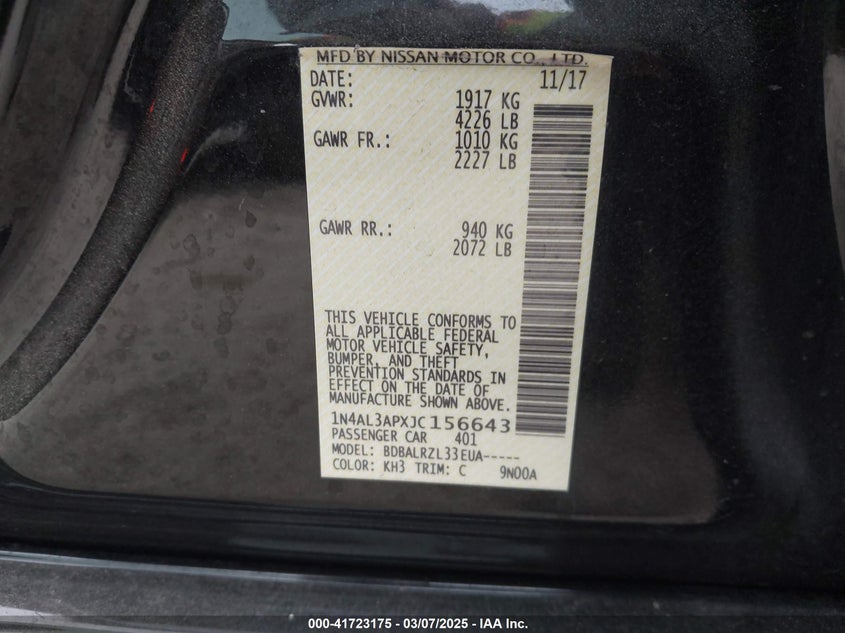 MFD BY NISSAN MOTOR CO., LTD.
DATE: 11/17
GVWR: 1917 KG
4226 LB
GAWR FR.: 1010 KG
2227 LB
GAWR RR.: 940 KG
2072 LB
THIS VEHICLE CONFORMS TO
ALL APPLICABLE FEDERAL
MOTOR VEHICLE SAFETY,
BUMPER, AND THEFT
PREVENTION STANDARDS IN
EFFECT ON THE DATE OF
MANUFACTURE SHOWN ABOVE.
1N4AL3APXJC156643
PASSENGER CAR 401
MODEL: BDBALRZL33EUA-----
COLOR: KH3 TRIM: C 9N00A
000-41723175 - 03/07/2025 - IAA Inc.